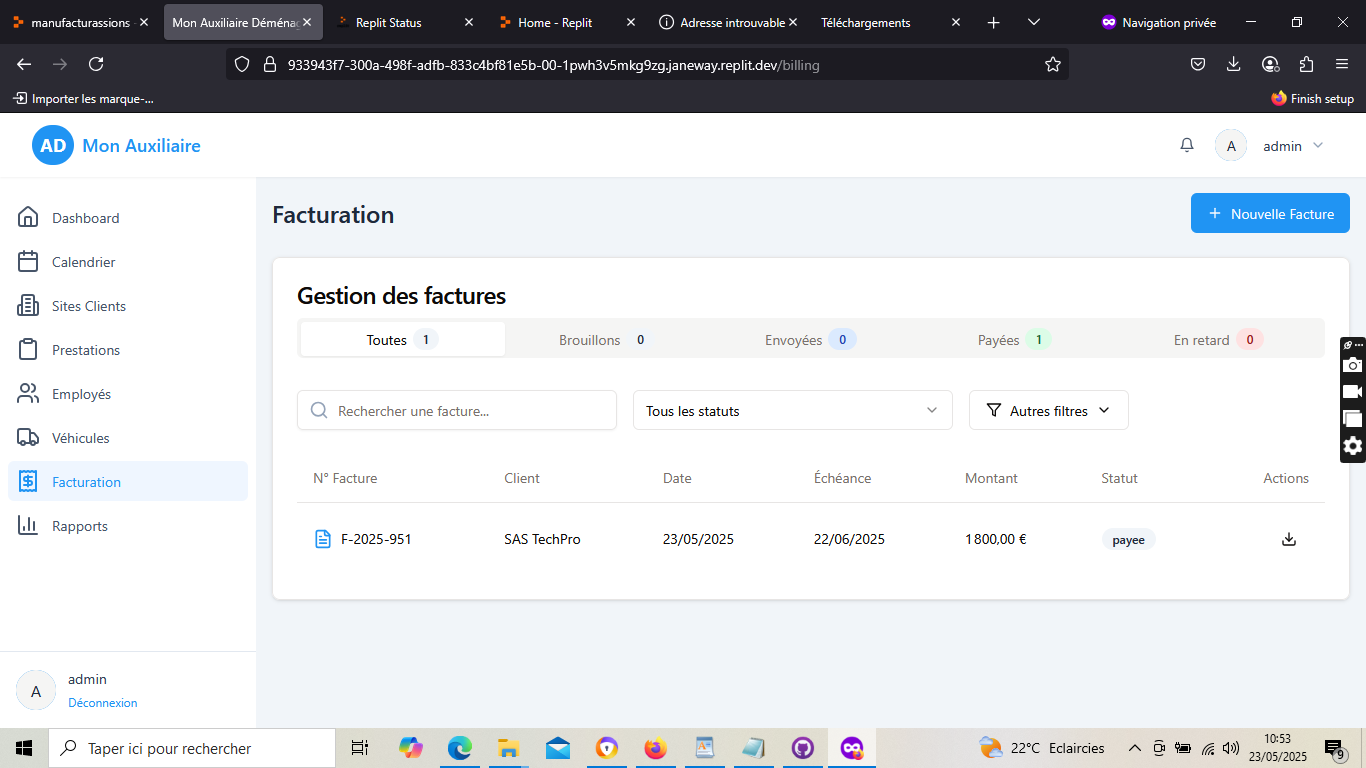 manufacturassions
Mon Auxiliaire Déména
Replit Status
Home - Replit
Adresse introuvable
Téléchargements
Navigation privée
933943f7-300a-498f-adfb-833c4bf81e5b-00-1pwh3v5mkg9zg.janeway.replit.dev/billing
Importer les marque-...
Finish setup
AD Mon Auxiliaire
A admin
Dashboard
Calendrier
Sites Clients
Prestations
Employés
Véhicules
Facturation
Rapports
A admin
Déconnexion
Facturation
+ Nouvelle Facture
Gestion des factures
Toutes 1 Brouillons 0 Envoyées 0 Payées 1 En retard 0
Rechercher une facture... Tous les statuts Autres filtres
N° Facture Client Date Échéance Montant Statut Actions
F-2025-951 SAS TechPro 23/05/2025 22/06/2025 1 800,00 € payee
Taper ici pour rechercher
22°C Eclaircies
10:53
23/05/2025
9